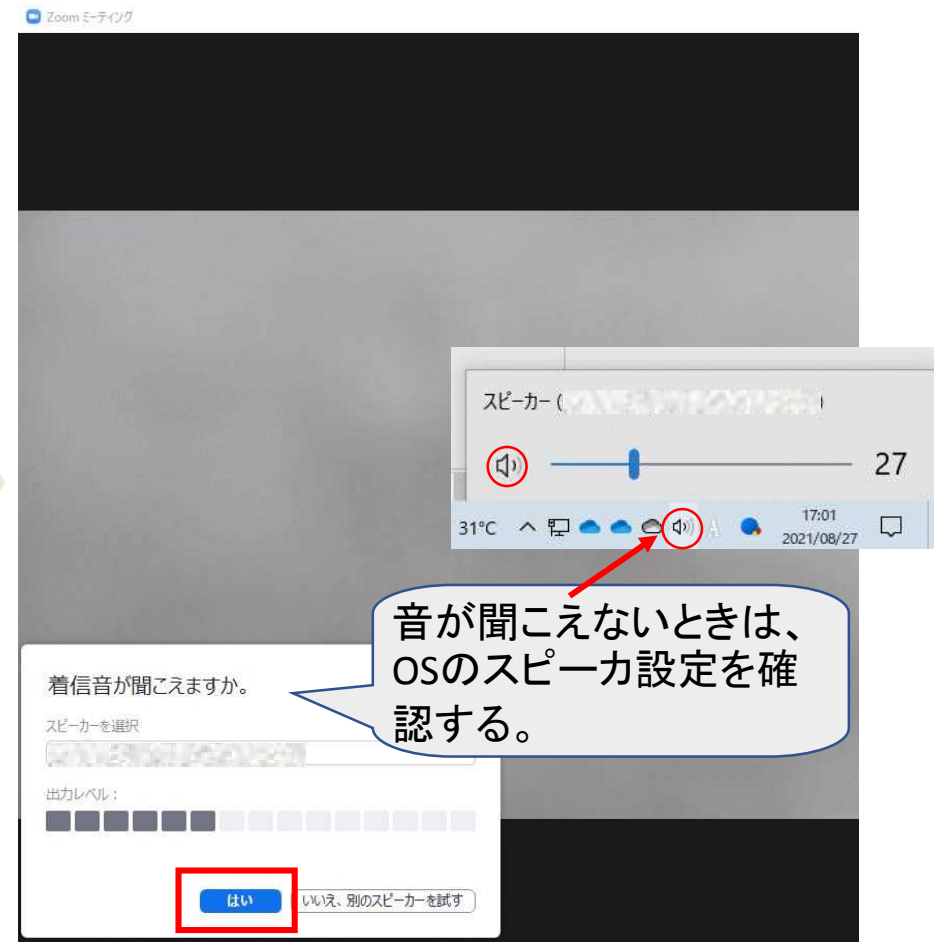 Zoom ミーティング
スピーカー (
27
31°C
A
17:01
2021/08/27
音が聞こえないときは、
OSのスピーカ設定を確
認する。
着信音が聞こえますか。
スピーカーを選択
出力レベル：
はい
いいえ、別のスピーカーを試す